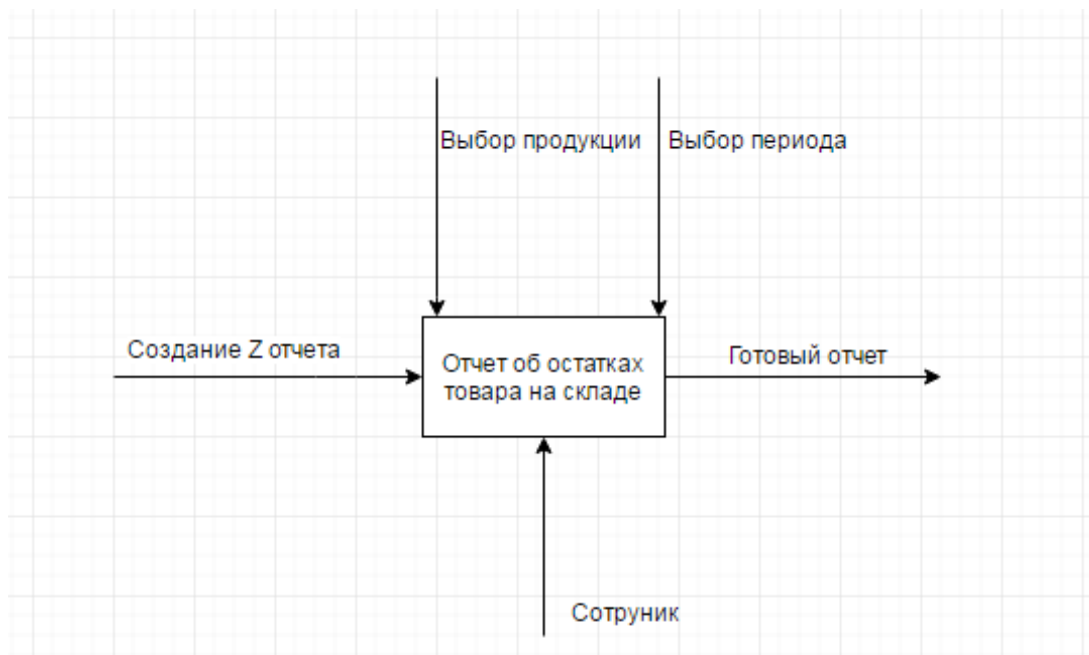 Выбор продукции
Выбор периода
Создание Z отчета
Отчет об остатках
товара на складе
Готовый отчет
Сотруник